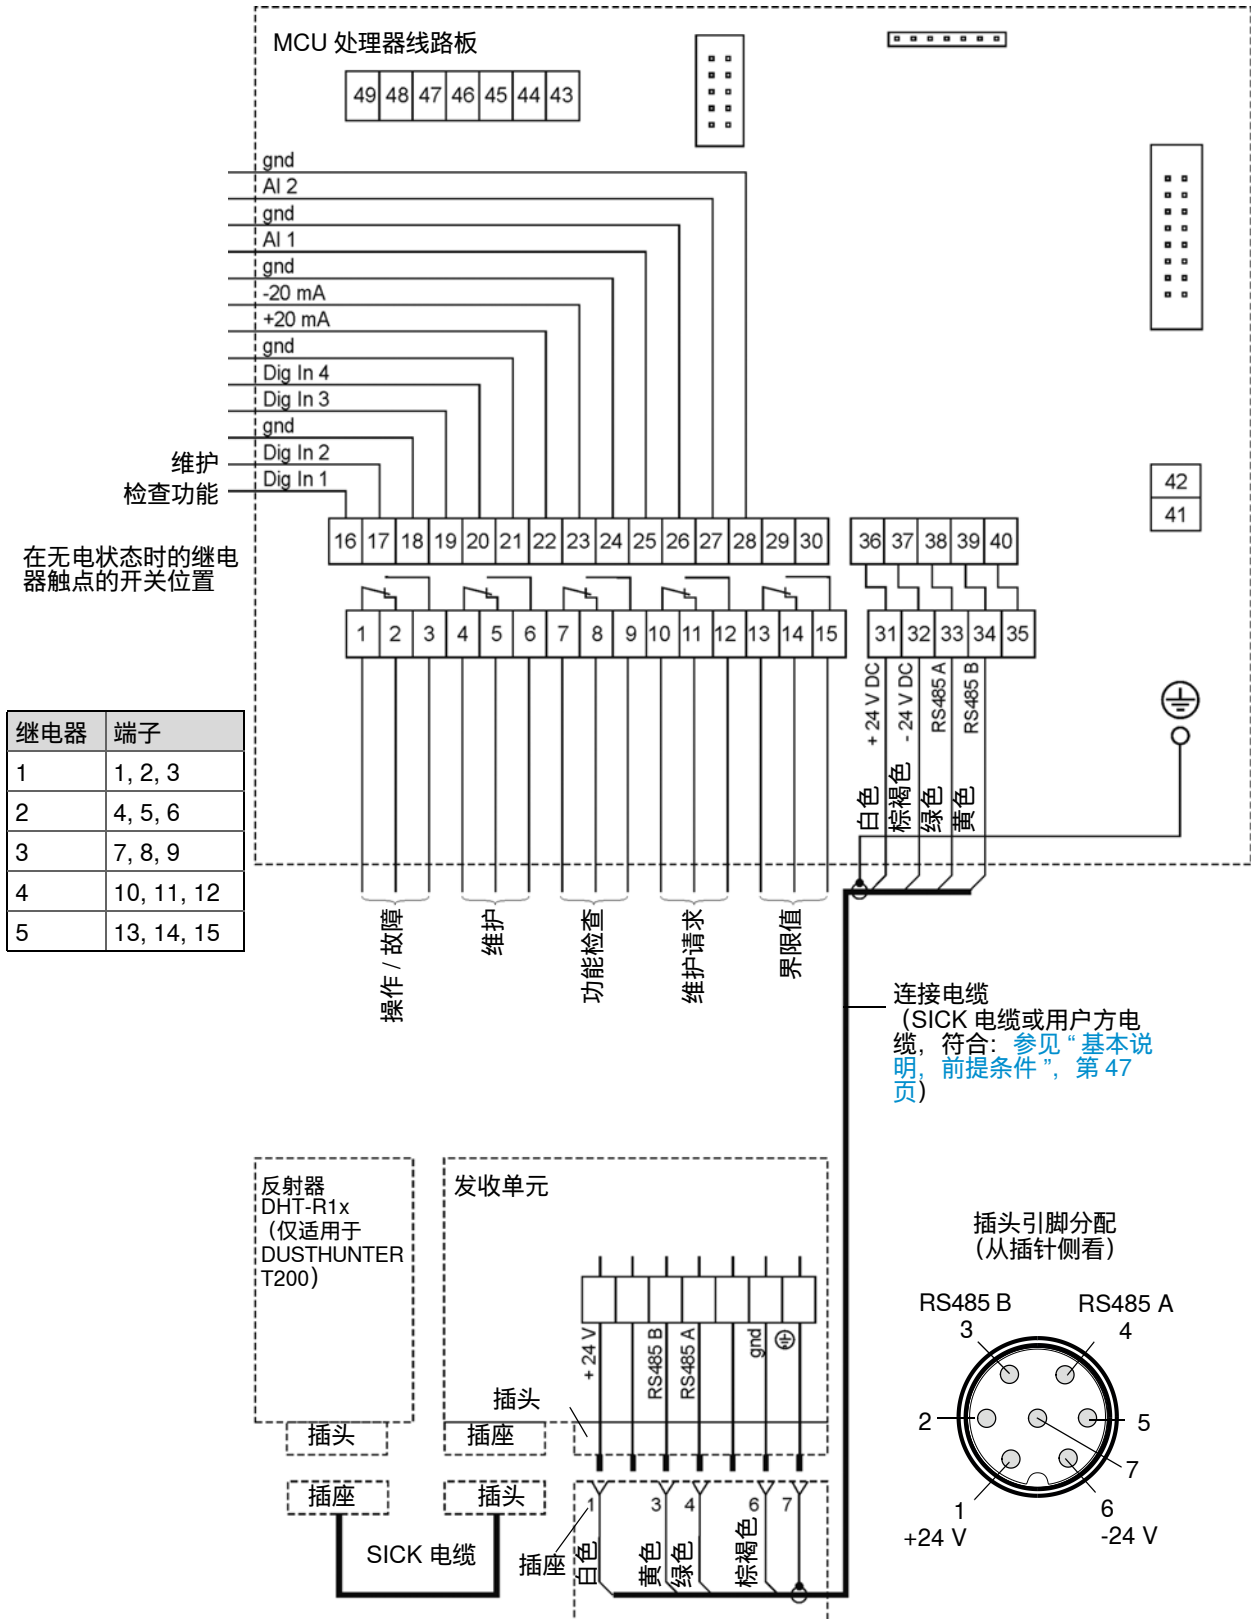 MCU 处理器线路板
49 48 47 46 45 44 43
gnd
AI 2
gnd
AI 1
gnd
-20 mA
+20 mA
gnd
Dig In 4
Dig In 3
gnd
维护 Dig In 2
检查功能 Dig In 1
42
41
16 17 18 19 20 21 22 23 24 25 26 27 28 29 30
36 37 38 39 40
在无电状态时的继电
器触点的开关位置
1 2 3 4 5 6 7 8 9 10 11 12 13 14 15
31 32 33 34 35
+ 24 V DC
- 24 V DC
RS485 A
RS485 B
白色
棕褐色
绿色
黄色
继电器 端子
1 1, 2, 3
2 4, 5, 6
3 7, 8, 9
4 10, 11, 12
5 13, 14, 15
操作 / 故障
维护
功能检查
维护请求
界限值
连接电缆
（SICK 电缆或用户方电
缆，符合：参见 “ 基本说
明，前提条件 ”，第 47
页）
反射器
DHT-R1x
（仅适用于
DUSTHUNTER
T200）
发收单元
+ 24 V
RS485 B
RS485 A
gnd
插头
插头
插座
插座
插头
1 3 4 6 7
SICK 电缆
插座
白色
黄色
绿色
棕褐色
插头引脚分配
（从插针侧看）
RS485 B RS485 A
3 4
2 5
7
1 6
+24 V -24 V